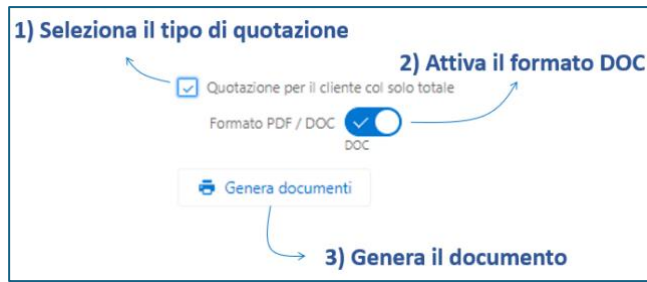 1) Seleziona il tipo di quotazione
2) Attiva il formato DOC
Quotazione per il cliente col solo totale
Formato PDF / DOC
DOC
Genera documenti
3) Genera il documento